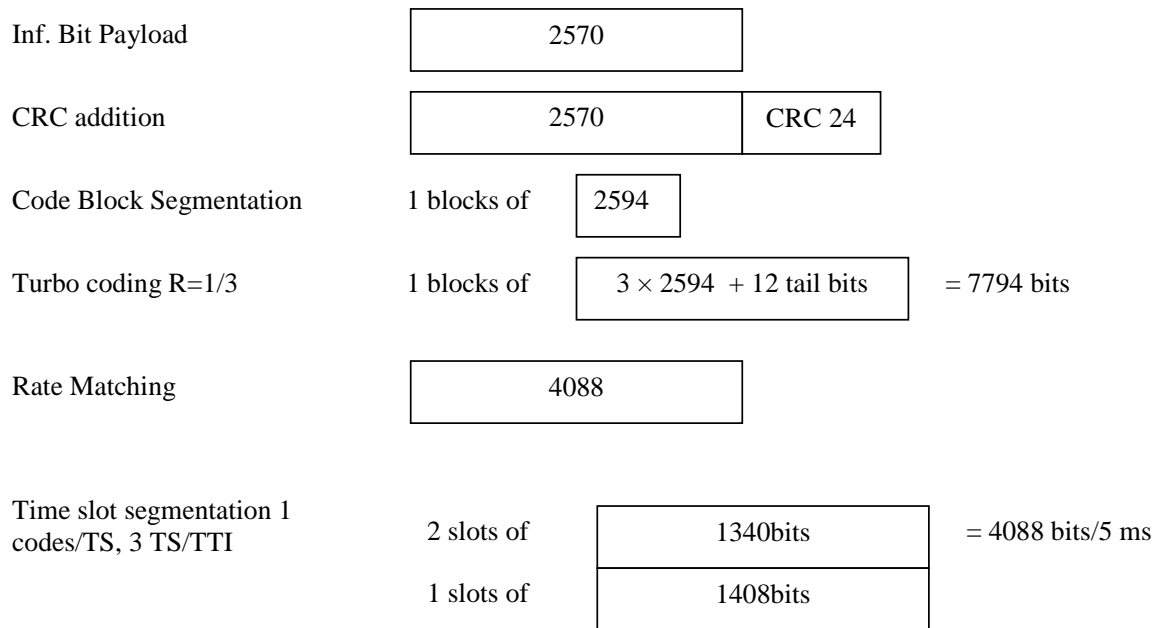 Inf. Bit Payload 2570
CRC addition 2570 CRC 24
Code Block Segmentation 1 blocks of 2594
Turbo coding R=1/3 1 blocks of 3 × 2594 + 12 tail bits = 7794 bits
Rate Matching 4088
Time slot segmentation 1
codes/TS, 3 TS/TTI 2 slots of 1340bits = 4088 bits/5 ms
1 slots of 1408bits